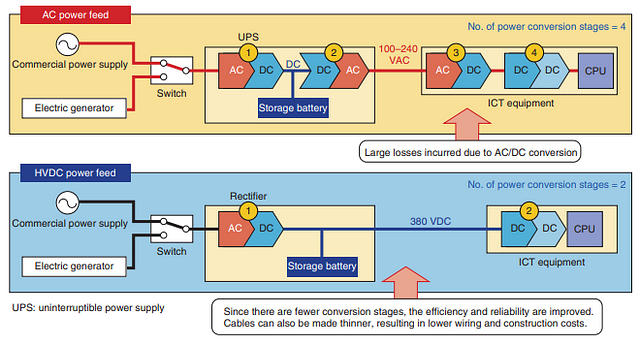 AC power feed
No. of power conversion stages = 4
UPS
1
2
3
4
Commercial power supply
AC
DC
DC
DC
AC
100–240
VAC
AC
DC
DC
DC
CPU
Switch
Electric generator
Storage battery
ICT equipment
Large losses incurred due to AC/DC conversion
HVDC power feed
No. of power conversion stages = 2
Rectifier
1
2
Commercial power supply
AC
DC
380 VDC
DC
DC
CPU
Switch
Electric generator
Storage battery
ICT equipment
UPS: uninterruptible power supply
Since there are fewer conversion stages, the efficiency and reliability are improved.
Cables can also be made thinner, resulting in lower wiring and construction costs.